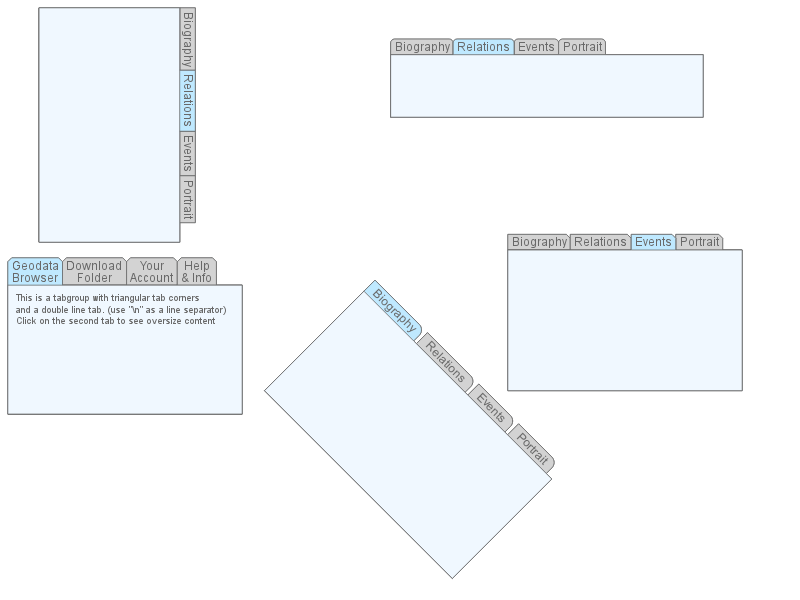 Biography
Relations
Events
Portrait
Biography Relations Events Portrait
Biography Relations Events Portrait
Geodata Download Your Help
Browser Folder Account & Info
This is a tabgroup with triangular tab corners
and a double line tab. (use "\n" as a line separator)
Click on the second tab to see oversize content
Biography
Relations
Events
Portrait